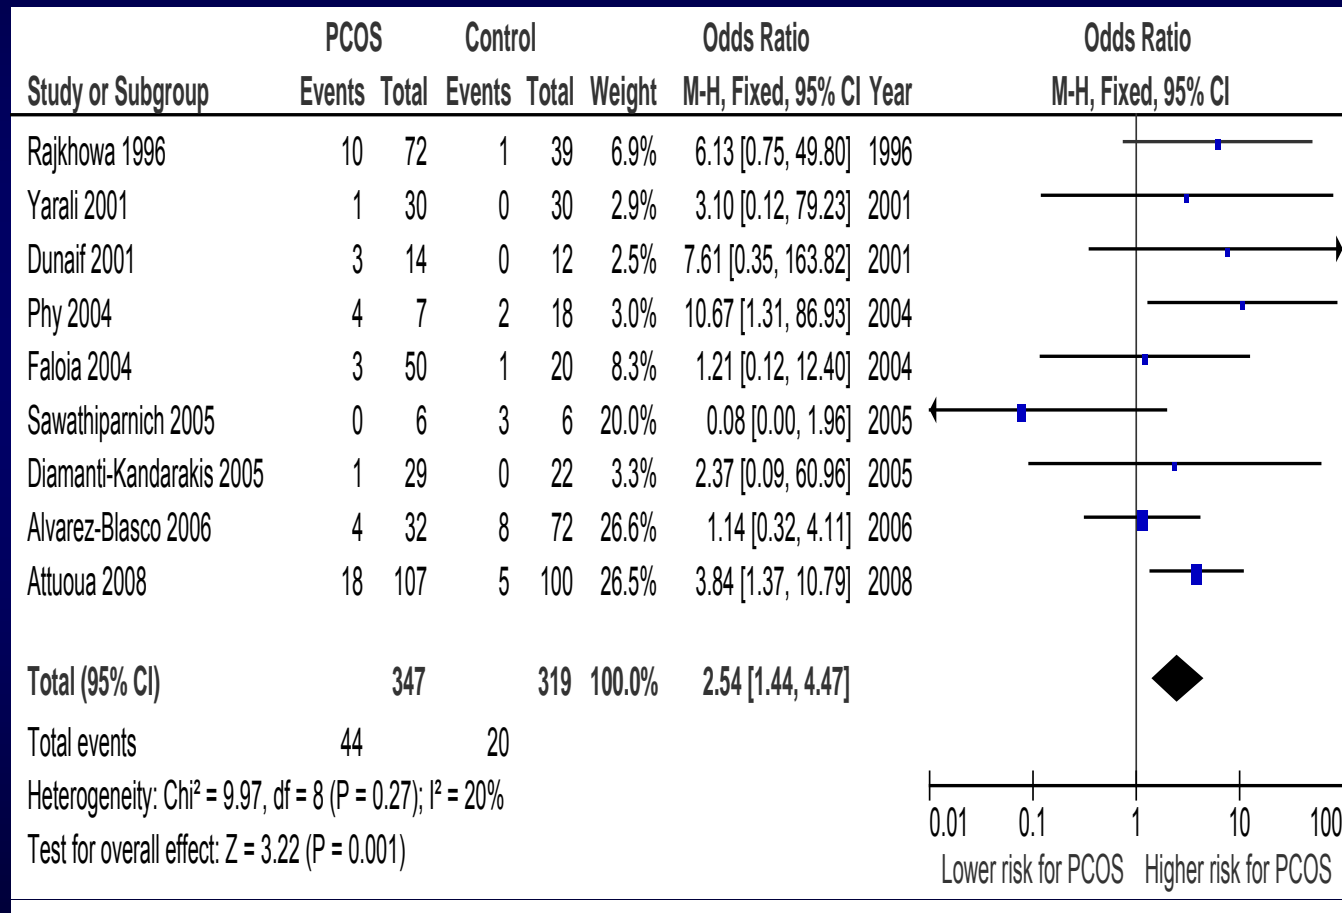 PCOS Control Odds Ratio Odds Ratio
Study or Subgroup Events Total Events Total Weight M-H, Fixed, 95% CI Year M-H, Fixed, 95% CI
Rajkhowa 1996 10 72 1 39 6.9% 6.13 [0.75, 49.80] 1996
Yarali 2001 1 30 0 30 2.9% 3.10 [0.12, 79.23] 2001
Dunaif 2001 3 14 0 12 2.5% 7.61 [0.35, 163.82] 2001
Phy 2004 4 7 2 18 3.0% 10.67 [1.31, 86.93] 2004
Faloia 2004 3 50 1 20 8.3% 1.21 [0.12, 12.40] 2004
Sawathiparnich 2005 0 6 3 6 20.0% 0.08 [0.00, 1.96] 2005
Diamanti-Kandarakis 2005 1 29 0 22 3.3% 2.37 [0.09, 60.96] 2005
Alvarez-Blasco 2006 4 32 8 72 26.6% 1.14 [0.32, 4.11] 2006
Attuoua 2008 18 107 5 100 26.5% 3.84 [1.37, 10.79] 2008
Total (95% CI) 347 319 100.0% 2.54 [1.44, 4.47]
Total events 44 20
Heterogeneity: Chi² = 9.97, df = 8 (P = 0.27); I² = 20%
Test for overall effect: Z = 3.22 (P = 0.001)
0.01 0.1 1 10 100
Lower risk for PCOS Higher risk for PCOS